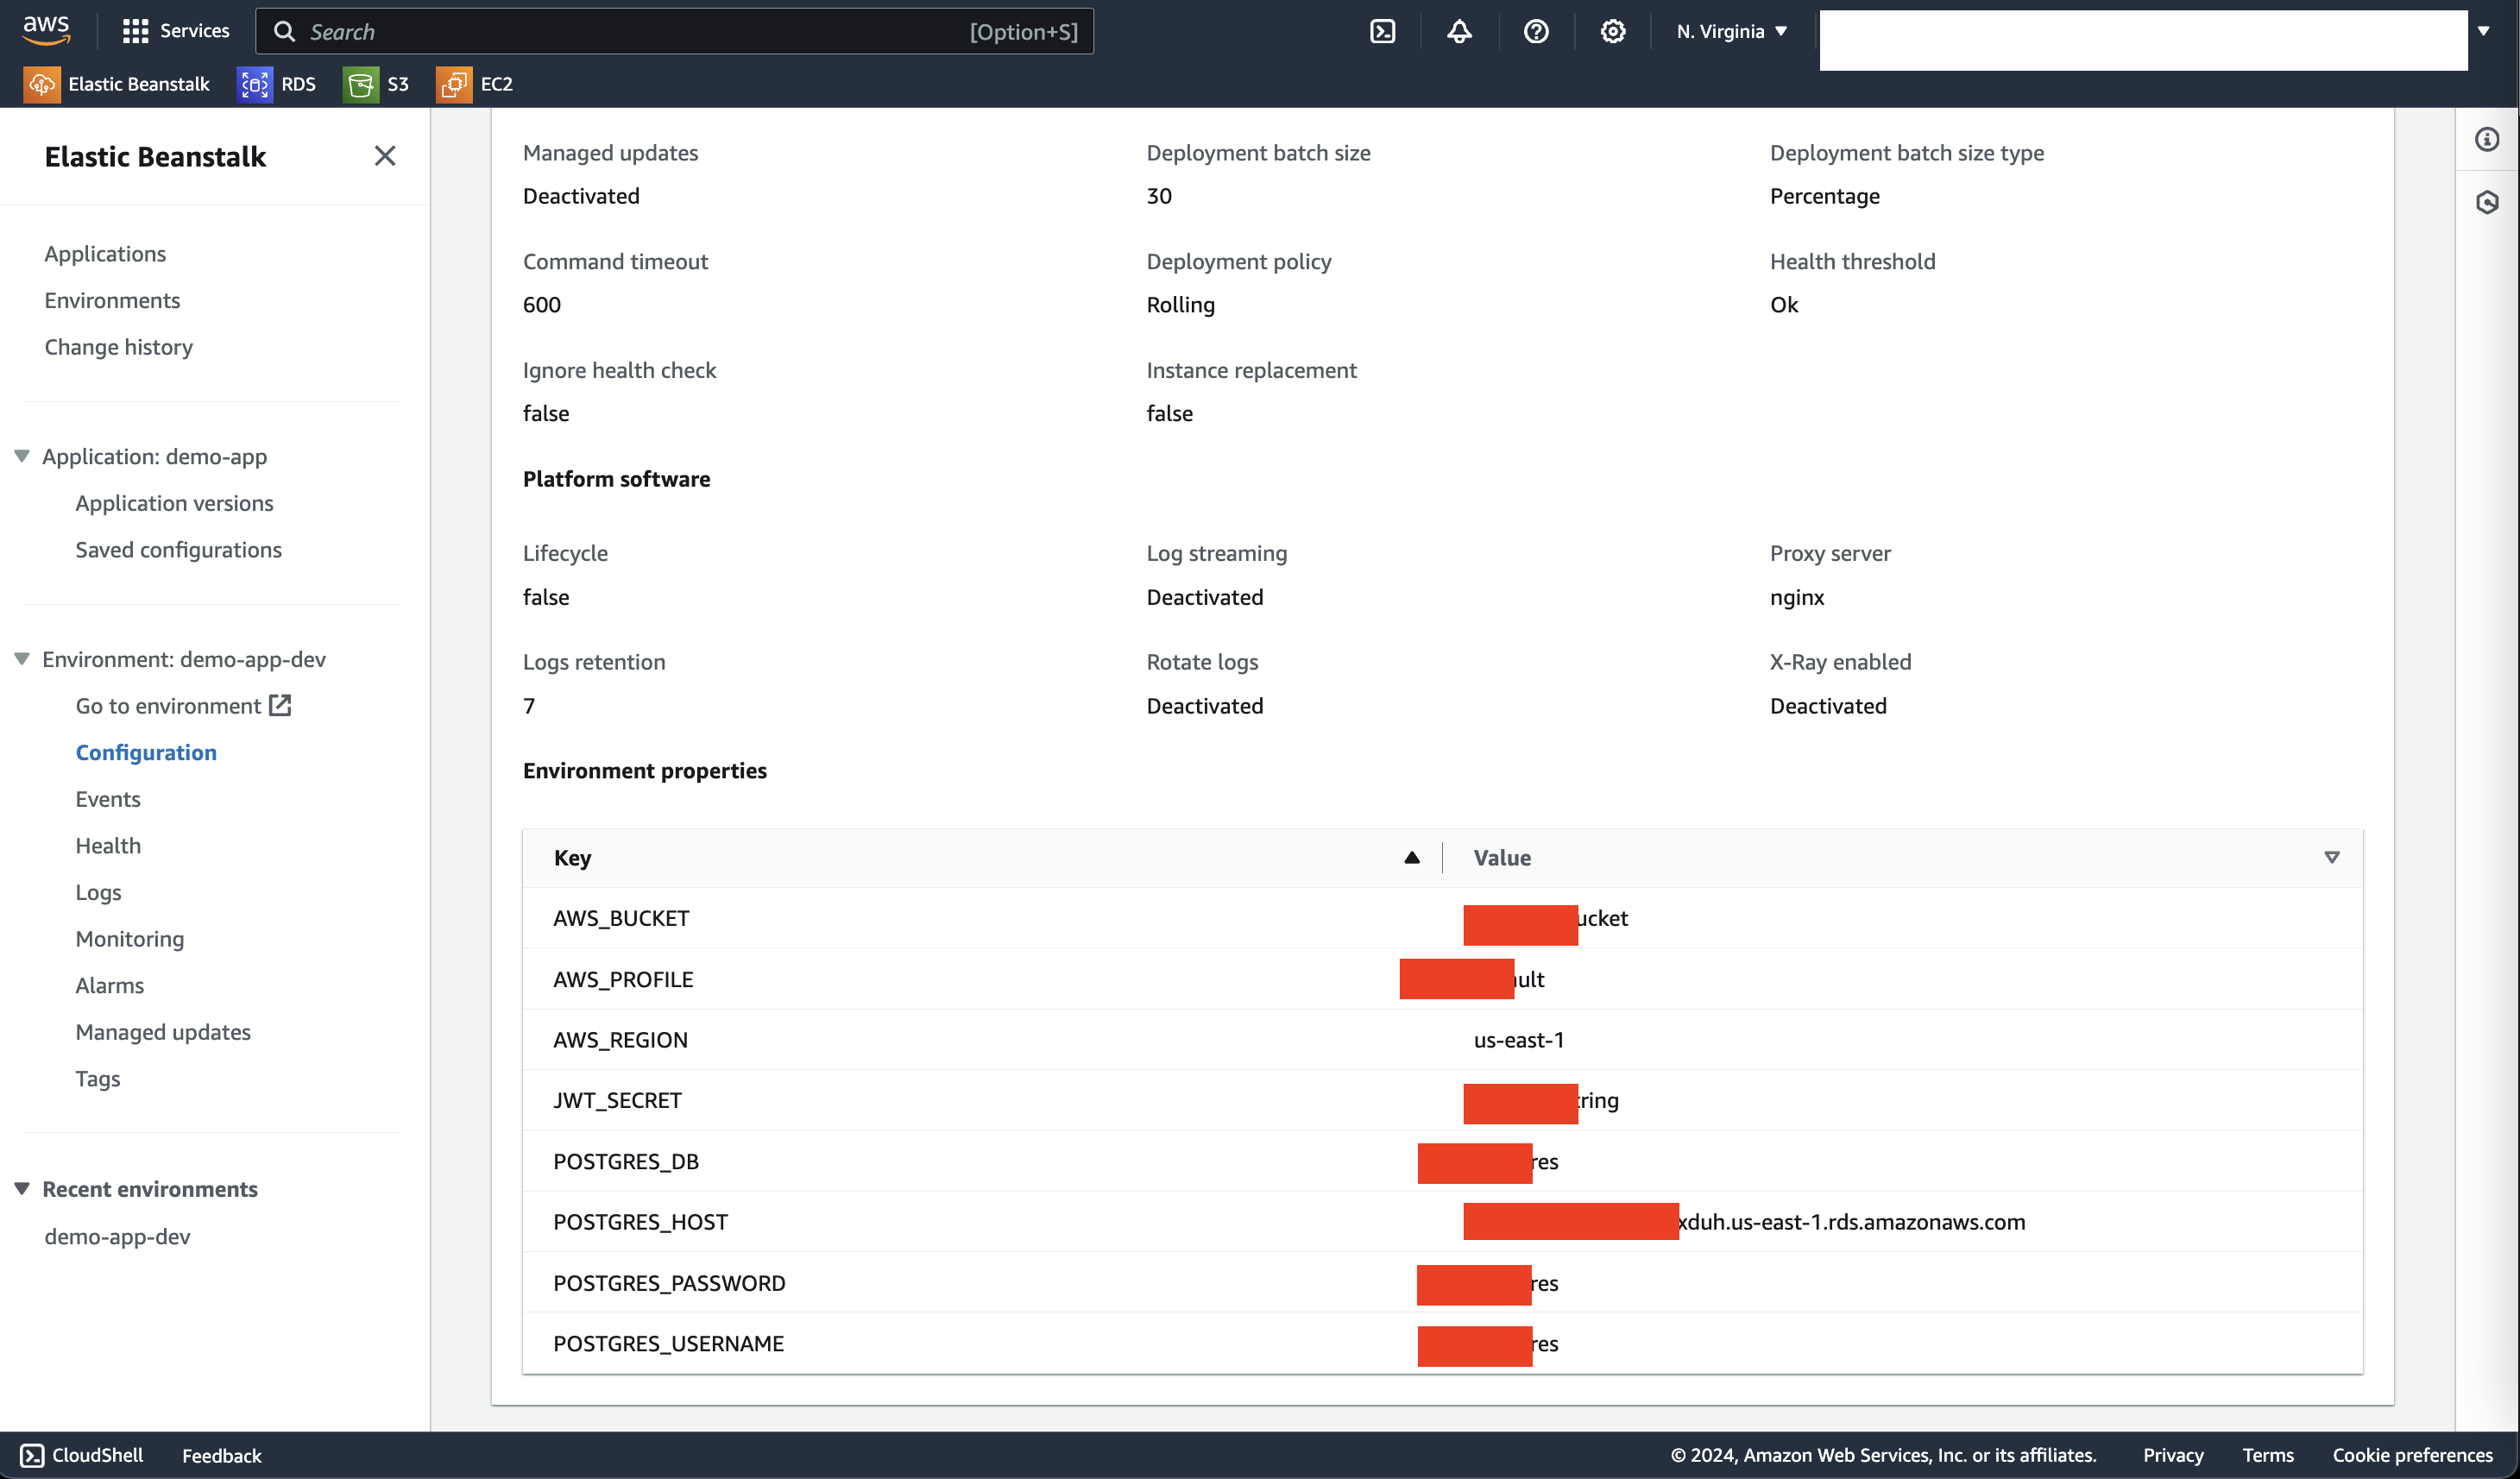 aws Services Search [Option+S] N. Virginia
Elastic Beanstalk RDS S3 EC2
Elastic Beanstalk
Applications
Environments
Change history
Application: demo-app
Application versions
Saved configurations
Environment: demo-app-dev
Go to environment
Configuration
Events
Health
Logs
Monitoring
Alarms
Managed updates
Tags
Recent environments
demo-app-dev
Managed updates Deployment batch size Deployment batch size type
Deactivated 30 Percentage
Command timeout Deployment policy Health threshold
600 Rolling Ok
Ignore health check Instance replacement
false false
Platform software
Lifecycle Log streaming Proxy server
false Deactivated nginx
Logs retention Rotate logs X-Ray enabled
7 Deactivated Deactivated
Environment properties
Key Value
AWS_BUCKET ucket
AWS_PROFILE ult
AWS_REGION us-east-1
JWT_SECRET ring
POSTGRES_DB res
POSTGRES_HOST xduh.us-east-1.rds.amazonaws.com
POSTGRES_PASSWORD res
POSTGRES_USERNAME res
CloudShell Feedback © 2024, Amazon Web Services, Inc. or its affiliates. Privacy Terms Cookie preferences